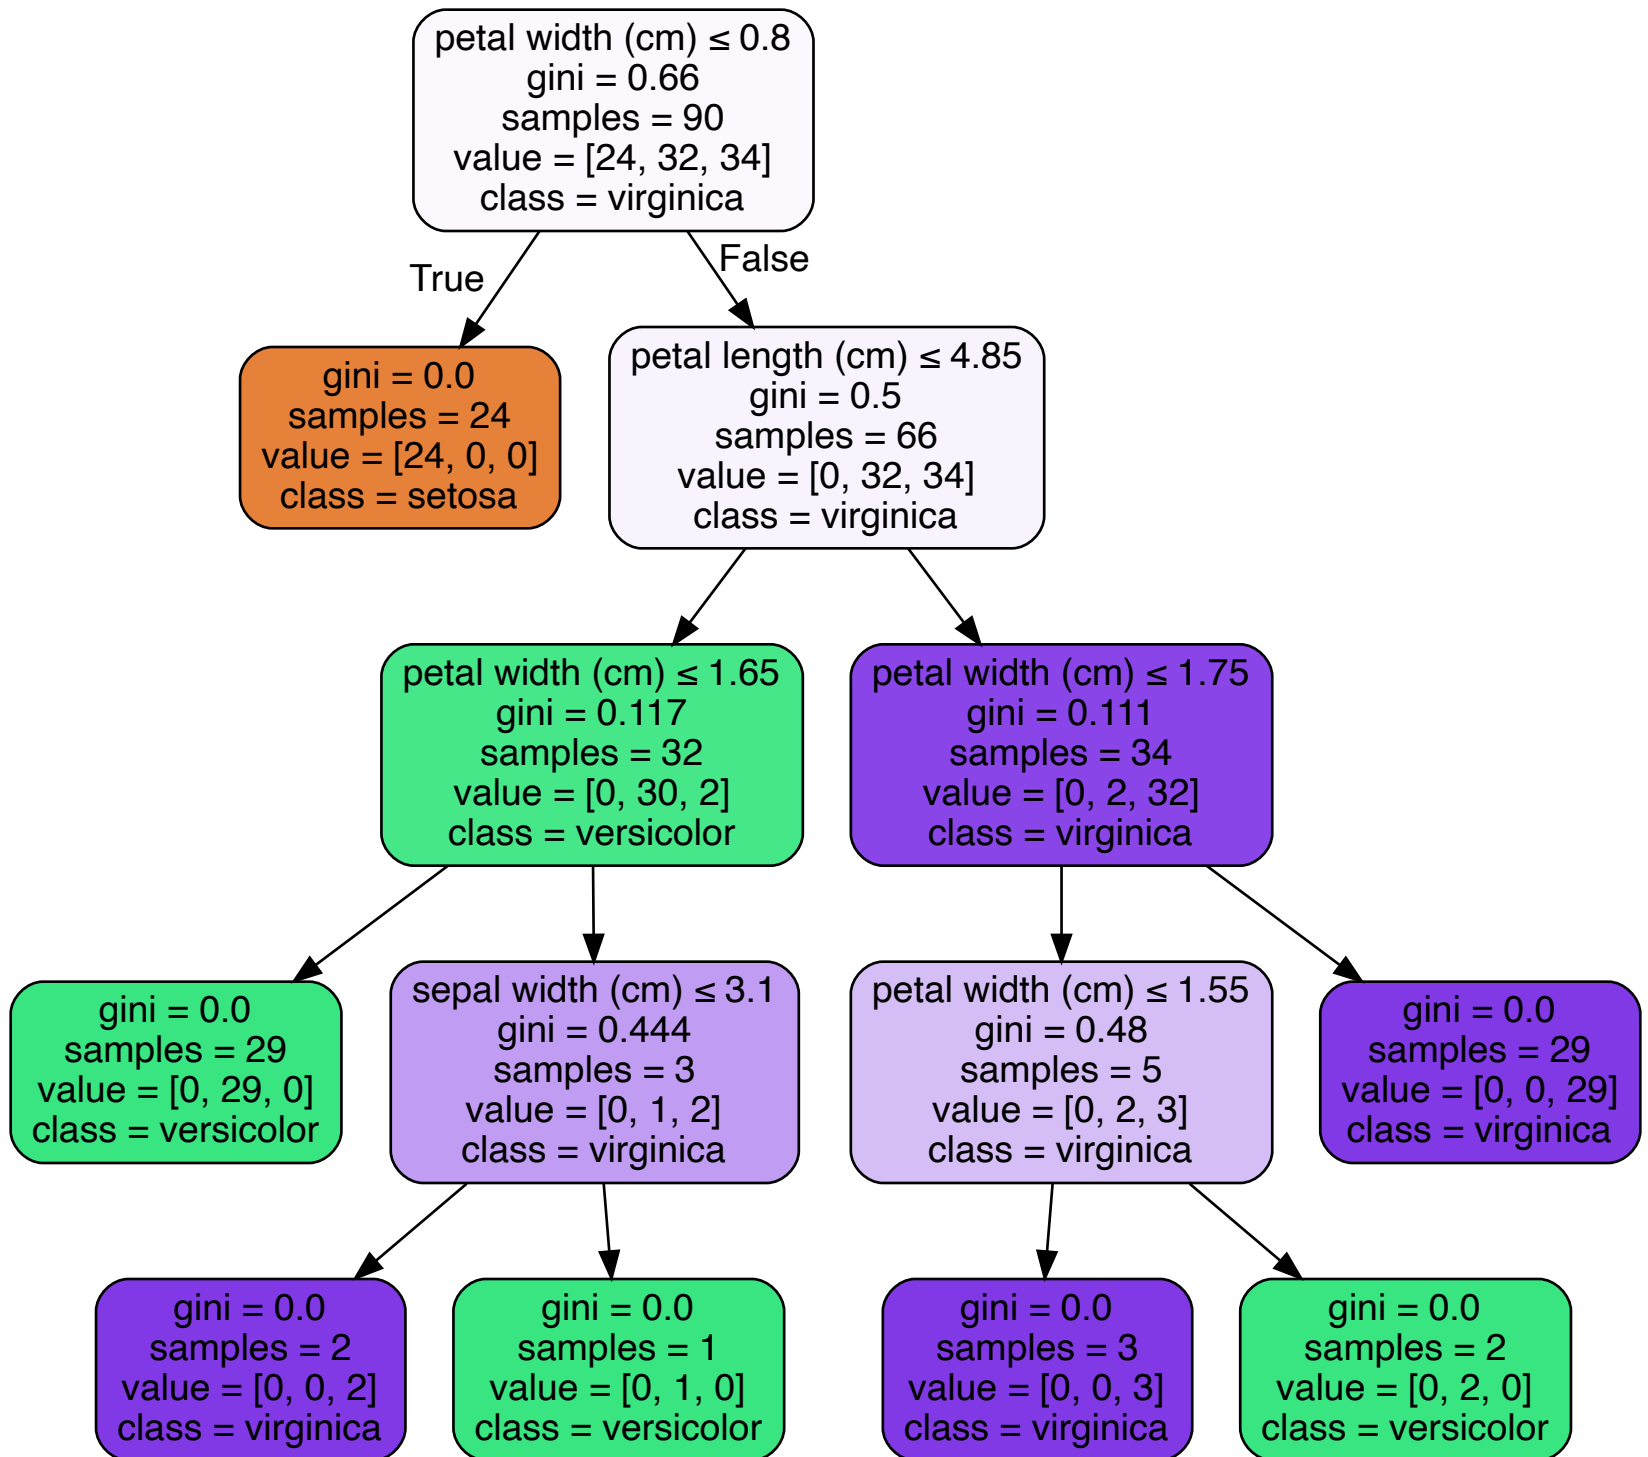 petal width (cm) ≤ 0.8
gini = 0.66
samples = 90
value = [24, 32, 34]
class = virginica
True
False
gini = 0.0
samples = 24
value = [24, 0, 0]
class = setosa
petal length (cm) ≤ 4.85
gini = 0.5
samples = 66
value = [0, 32, 34]
class = virginica
petal width (cm) ≤ 1.65
gini = 0.117
samples = 32
value = [0, 30, 2]
class = versicolor
petal width (cm) ≤ 1.75
gini = 0.111
samples = 34
value = [0, 2, 32]
class = virginica
gini = 0.0
samples = 29
value = [0, 29, 0]
class = versicolor
sepal width (cm) ≤ 3.1
gini = 0.444
samples = 3
value = [0, 1, 2]
class = virginica
petal width (cm) ≤ 1.55
gini = 0.48
samples = 5
value = [0, 2, 3]
class = virginica
gini = 0.0
samples = 29
value = [0, 0, 29]
class = virginica
gini = 0.0
samples = 2
value = [0, 0, 2]
class = virginica
gini = 0.0
samples = 1
value = [0, 1, 0]
class = versicolor
gini = 0.0
samples = 3
value = [0, 0, 3]
class = virginica
gini = 0.0
samples = 2
value = [0, 2, 0]
class = versicolor